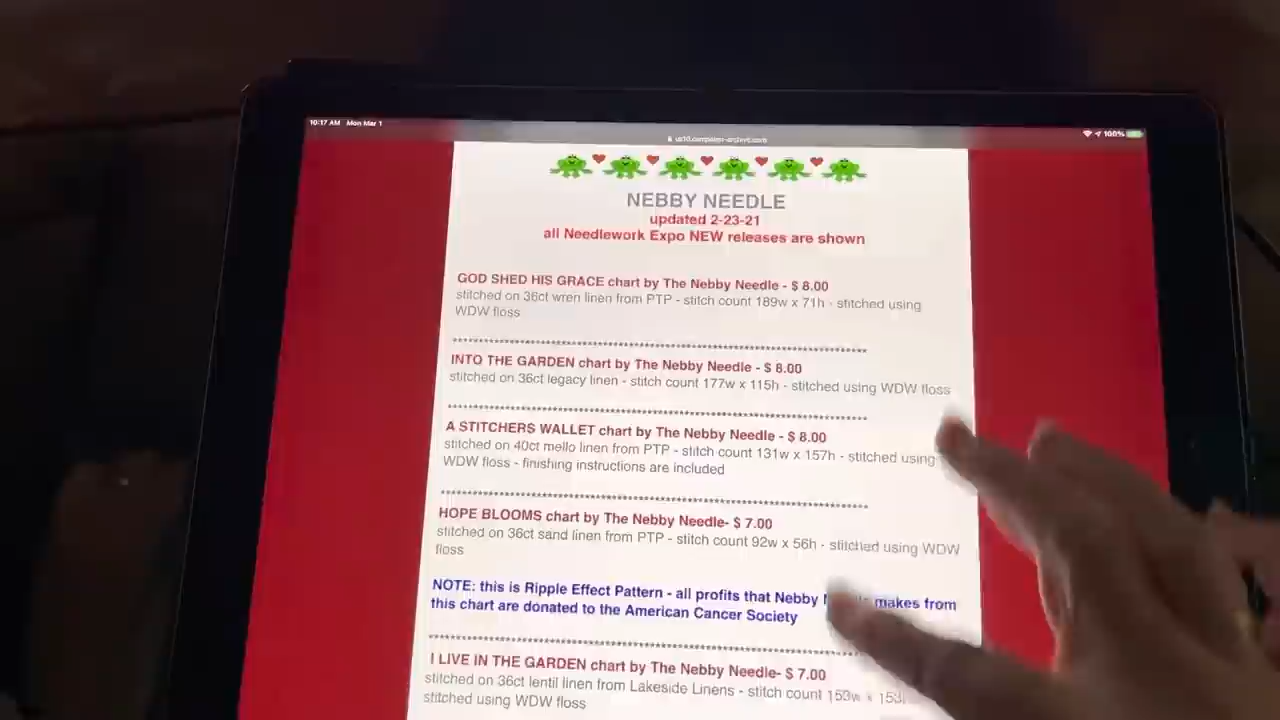 10:17 AM Mon Mar 1
100%
NEBBY NEEDLE
updated 2-23-21
all Needlework Expo NEW releases are shown
GOD SHED HIS GRACE chart by The Nebby Needle - $ 8.00
stitched on 36ct wren linen from PTP - stitch count 189w x 71h - stitched using
WDW floss
INTO THE GARDEN chart by The Nebby Needle - $ 8.00
stitched on 36ct legacy linen - stitch count 177w x 115h - stitched using WDW floss
A STITCHERS WALLET chart by The Nebby Needle - $ 8.00
stitched on 40ct mello linen from PTP - stitch count 131w x 157h - stitched using
WDW floss - finishing instructions are included
HOPE BLOOMS chart by The Nebby Needle- $ 7.00
stitched on 36ct sand linen from PTP - stitch count 92w x 56h - stitched using WDW
floss
NOTE: this is Ripple Effect Pattern - all profits that Nebby makes from
this chart are donated to the American Cancer Society
I LIVE IN THE GARDEN chart by The Nebby Needle- $ 7.00
stitched on 36ct lentil linen from Lakeside Linens - stitch count 153w x 153
stitched using WDW floss